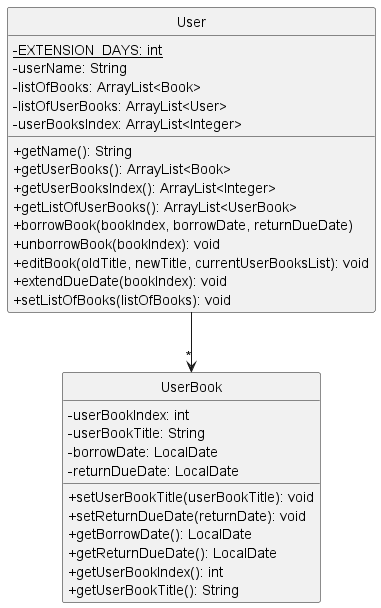 User
-EXTENSION_DAYS: int
-userName: String
-listOfBooks: ArrayList<Book>
-listOfUserBooks: ArrayList<User>
-userBooksIndex: ArrayList<Integer>
+getName(): String
+getUserBooks(): ArrayList<Book>
+getUserBooksIndex(): ArrayList<Integer>
+getListOfUserBooks(): ArrayList<UserBook>
+borrowBook(bookIndex, borrowDate, returnDueDate)
+unborrowBook(bookIndex): void
+editBook(oldTitle, newTitle, currentUserBooksList): void
+extendDueDate(bookIndex): void
+setListOfBooks(listOfBooks): void
*
UserBook
-userBookIndex: int
-userBookTitle: String
-borrowDate: LocalDate
-returnDueDate: LocalDate
+setUserBookTitle(userBookTitle): void
+setReturnDueDate(returnDate): void
+getBorrowDate(): LocalDate
+getReturnDueDate(): LocalDate
+getUserBookIndex(): int
+getUserBookTitle(): String